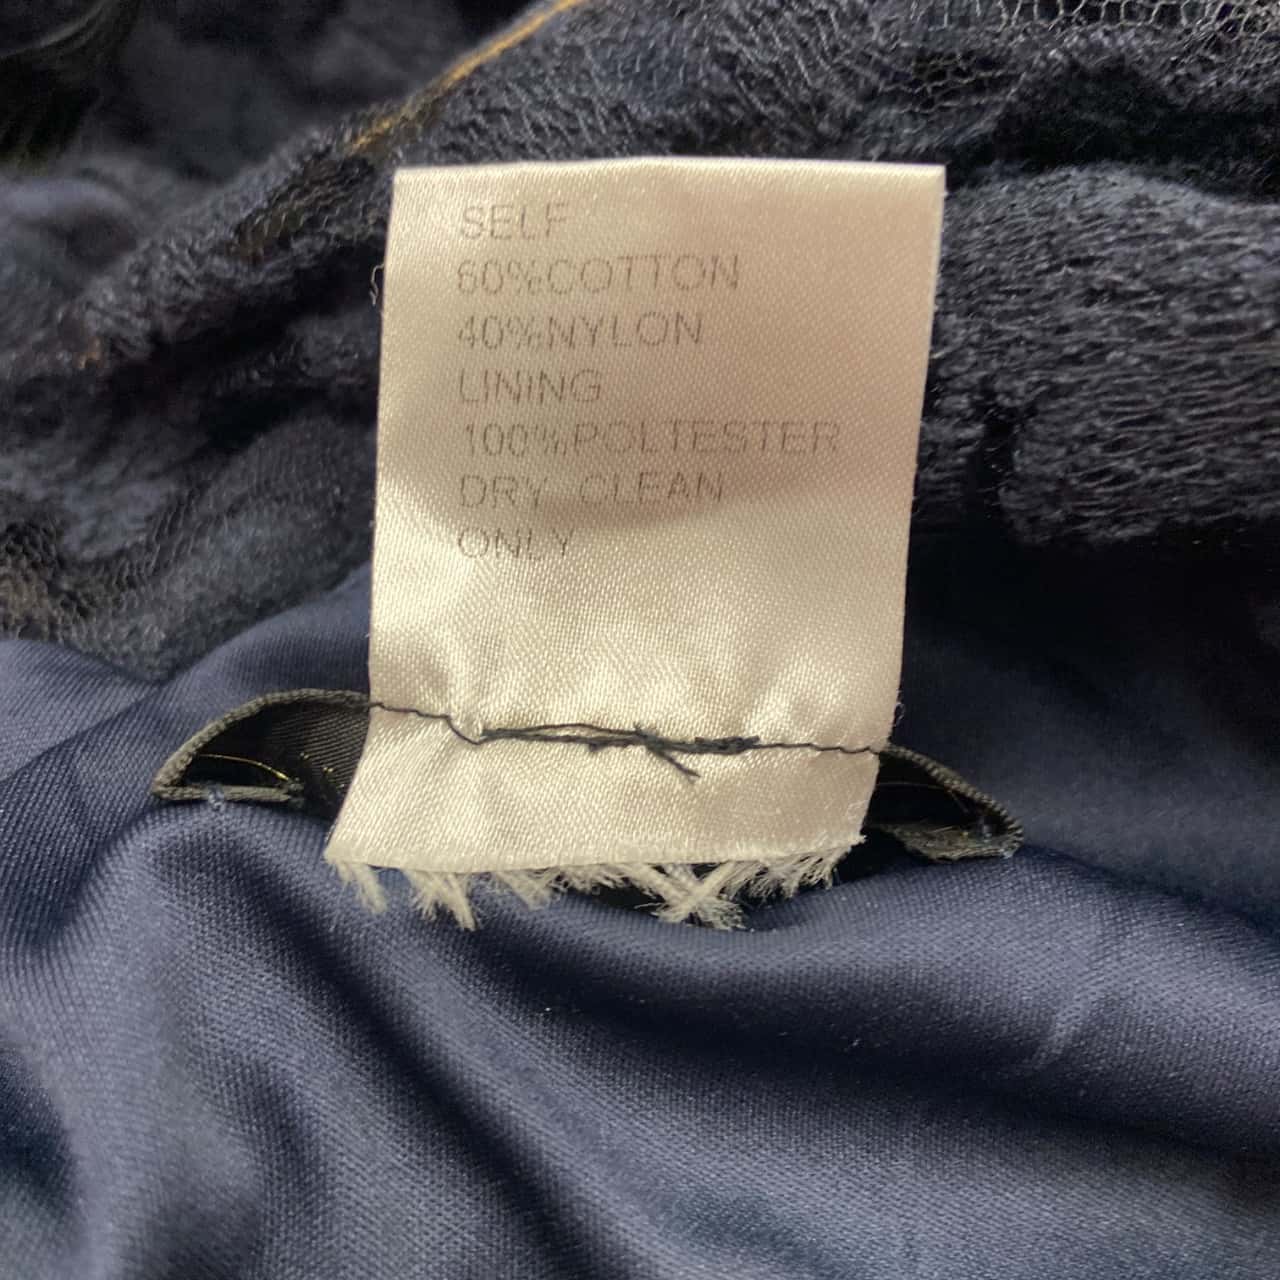 SELF
60%COTTON
40%NYLON
LINING
100%POLTESTER
DRY CLEAN
ONLY